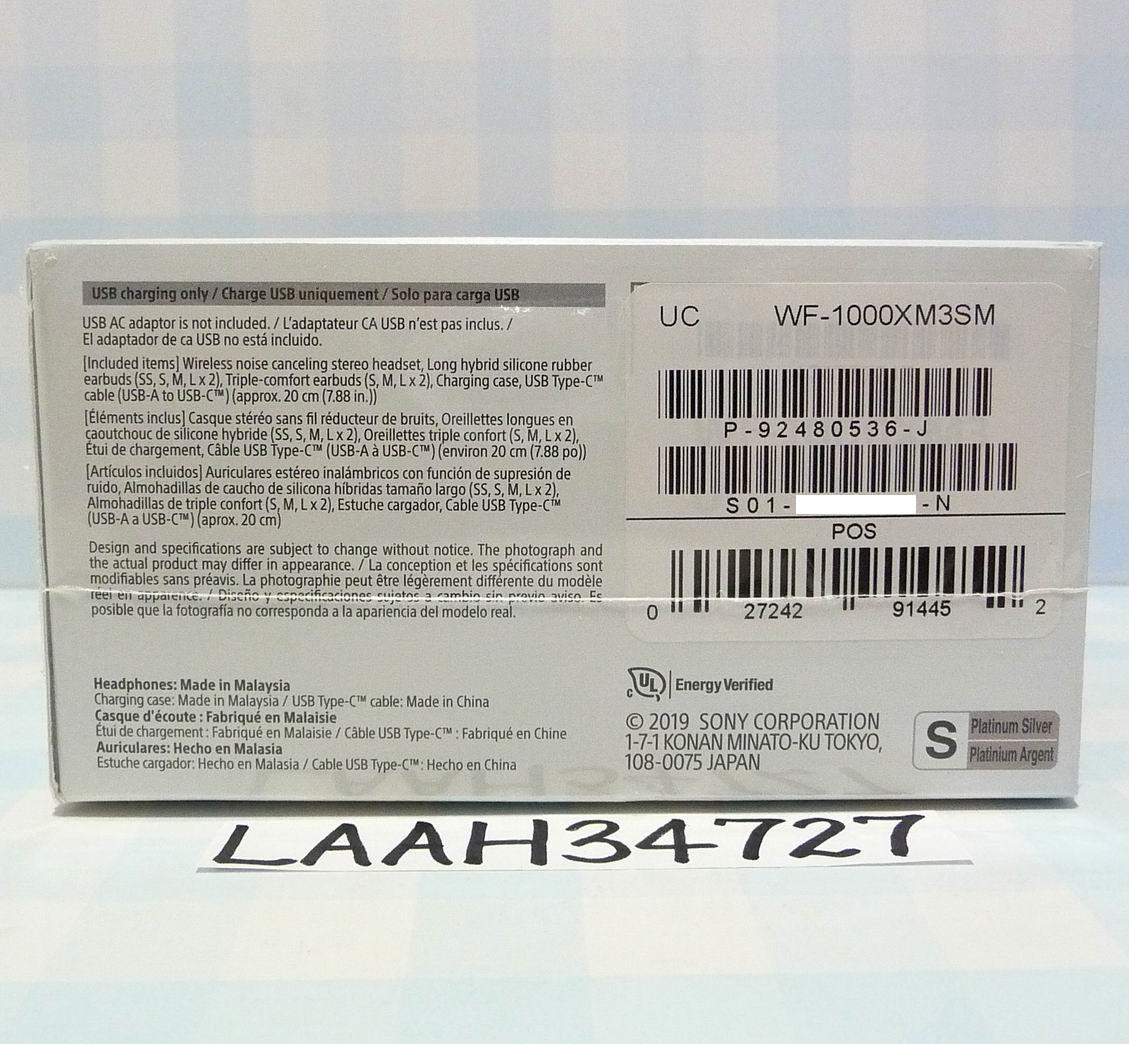 USB charging only / Charge USB uniquement / Solo para carga USB
USB AC adaptor is not included. / L'adaptateur CA USB n'est pas inclus. /
El adaptador de ca USB no está incluido.
[Included items] Wireless noise canceling stereo headset, Long hybrid silicone rubber
earbuds (SS, S, M, L x 2), Triple-comfort earbuds (S, M, L x 2), Charging case, USB Type-C™
cable (USB-A to USB-C™) (approx. 20 cm (7.88 in.))
[Éléments inclus] Casque stéréo sans fil réducteur de bruits, Oreillettes longues en
caoutchouc de silicone hybride (SS, S, M, L x 2), Oreillettes triple confort (S, M, L x 2),
Étui de chargement, Câble USB Type-C™ (USB-A à USB-C™) (environ 20 cm (7.88 po))
[Artículos incluidos] Auriculares estéreo inalámbricos con función de supresión de
ruido, Almohadillas de caucho de silicona híbridas tamaño largo (SS, S, M, L x 2),
Almohadillas de triple confort (S, M, L x 2), Estuche cargador, Cable USB Type-C™
(USB-A a USB-C™) (aprox. 20 cm)
Design and specifications are subject to change without notice. The photograph and
the actual product may differ in appearance. / La conception et les spécifications sont
modifiables sans préavis. La photographie peut être légèrement différente du modèle
réel en apparence. / Diseño y especificaciones sujetos a cambio sin previo aviso. Es
posible que la fotografía no corresponda a la apariencia del modelo real.
Headphones: Made in Malaysia
Charging case: Made in Malaysia / USB Type-C™ cable: Made in China
Casque d'écoute : Fabriqué en Malaisie
Étui de chargement : Fabriqué en Malaisie / Câble USB Type-C™ : Fabriqué en Chine
Auriculares: Hecho en Malasia
Estuche cargador: Hecho en Malasia / Cable USB Type-C™: Hecho en China
UC WF-1000XM3SM
P-92480536-J
S01- -N
POS
0 27242 91445 2
c UL Energy Verified
© 2019 SONY CORPORATION
1-7-1 KONAN MINATO-KU TOKYO,
108-0075 JAPAN
S Platinum Silver
Platinium Argent
LAAH34727